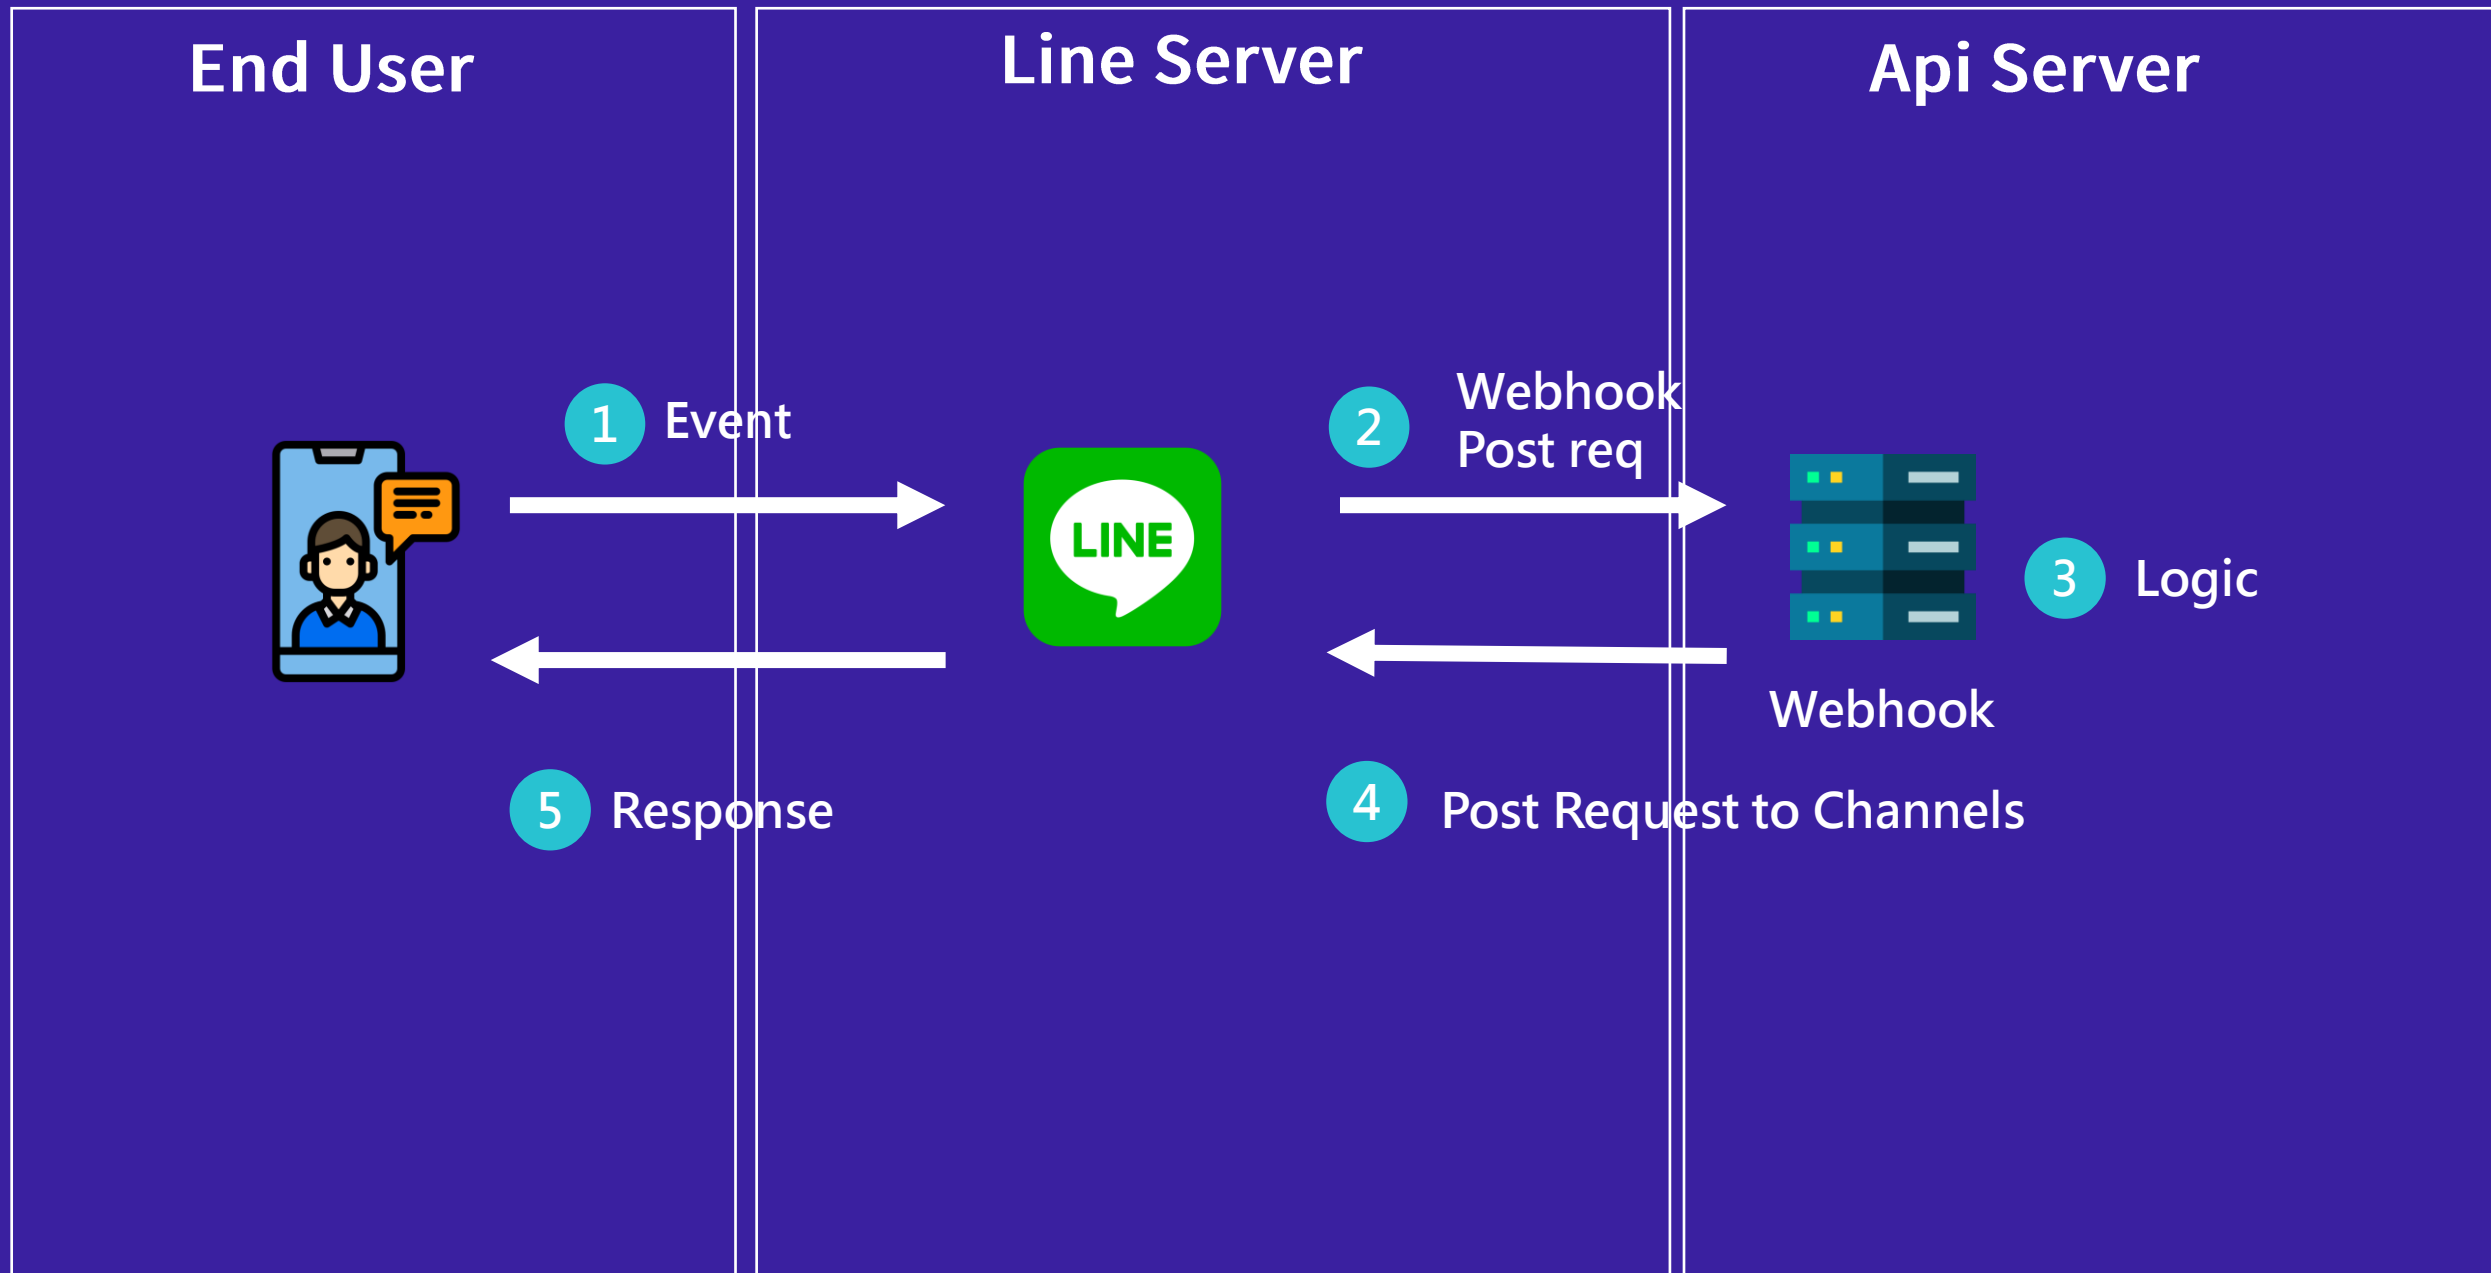 End User
Line Server
Api Server
1
Event
2
Webhook
Post req
LINE
3
Logic
Webhook
5
Response
4
Post Request to Channels